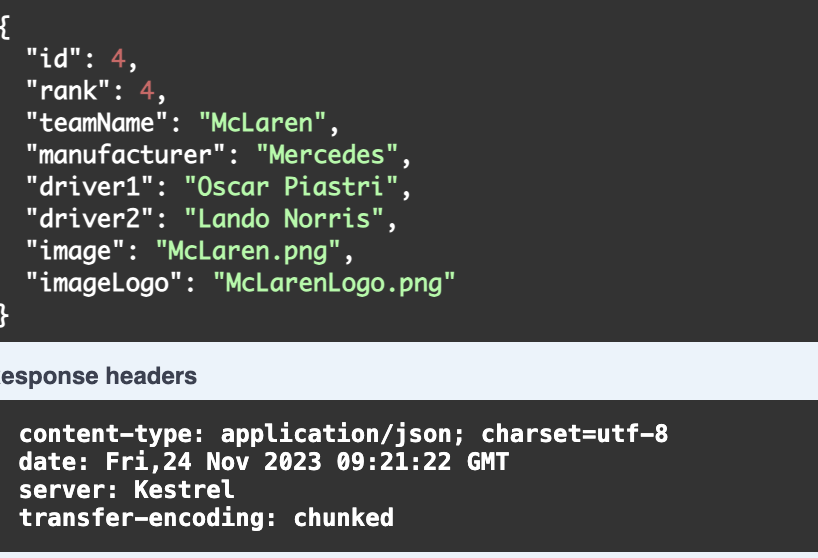 {
"id": 4,
"rank": 4,
"teamName": "McLaren",
"manufacturer": "Mercedes",
"driver1": "Oscar Piastri",
"driver2": "Lando Norris",
"image": "McLaren.png",
"imageLogo": "McLarenLogo.png"
}
esponse headers
content-type: application/json; charset=utf-8
date: Fri,24 Nov 2023 09:21:22 GMT
server: Kestrel
transfer-encoding: chunked